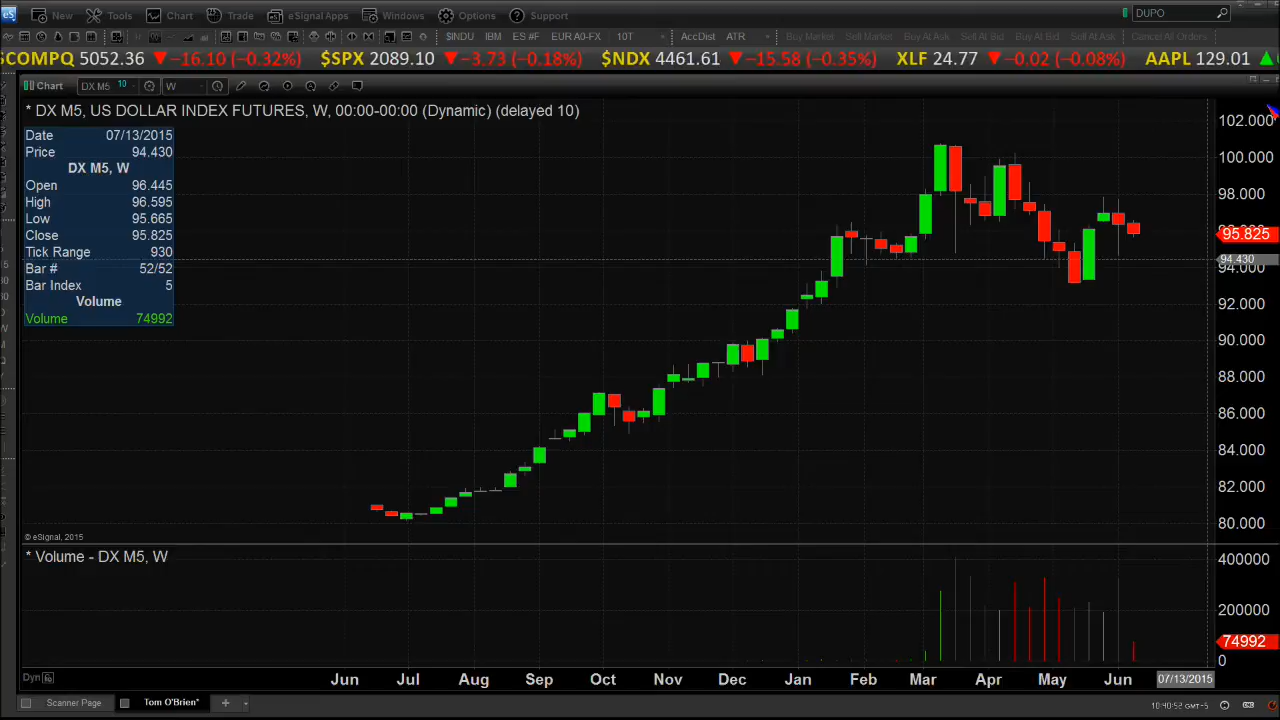 eS New Tools Chart Trade eSignal Apps Windows Options Support DUPO
$INDU IBM ES #F EUR A0-FX 10T AccDist ATR Buy Market Sell Market Buy At Ask Sell At Bid Buy At Bid Sell At Ask Cancel All Orders
$COMPQ 5052.36 -16.10 (-0.32%) $SPX 2089.10 -3.73 (-0.18%) $NDX 4461.61 -15.58 (-0.35%) XLF 24.77 -0.02 (-0.08%) AAPL 129.01
Chart DX M5 10 W
* DX M5, US DOLLAR INDEX FUTURES, W, 00:00-00:00 (Dynamic) (delayed 10)
Date 07/13/2015
Price 94.430
DX M5, W
Open 96.445
High 96.595
Low 95.665
Close 95.825
Tick Range 930
Bar # 52/52
Bar Index 5
Volume
Volume 74992
102.000
100.000
98.000
95.825
94.430
94.000
92.000
90.000
88.000
86.000
84.000
82.000
80.000
© eSignal, 2015
* Volume - DX M5, W
400000
200000
74992
0
Dyn Jun Jul Aug Sep Oct Nov Dec Jan Feb Mar Apr May Jun 07/13/2015
Scanner Page Tom O'Brien* +
10:40:52 GMT-5